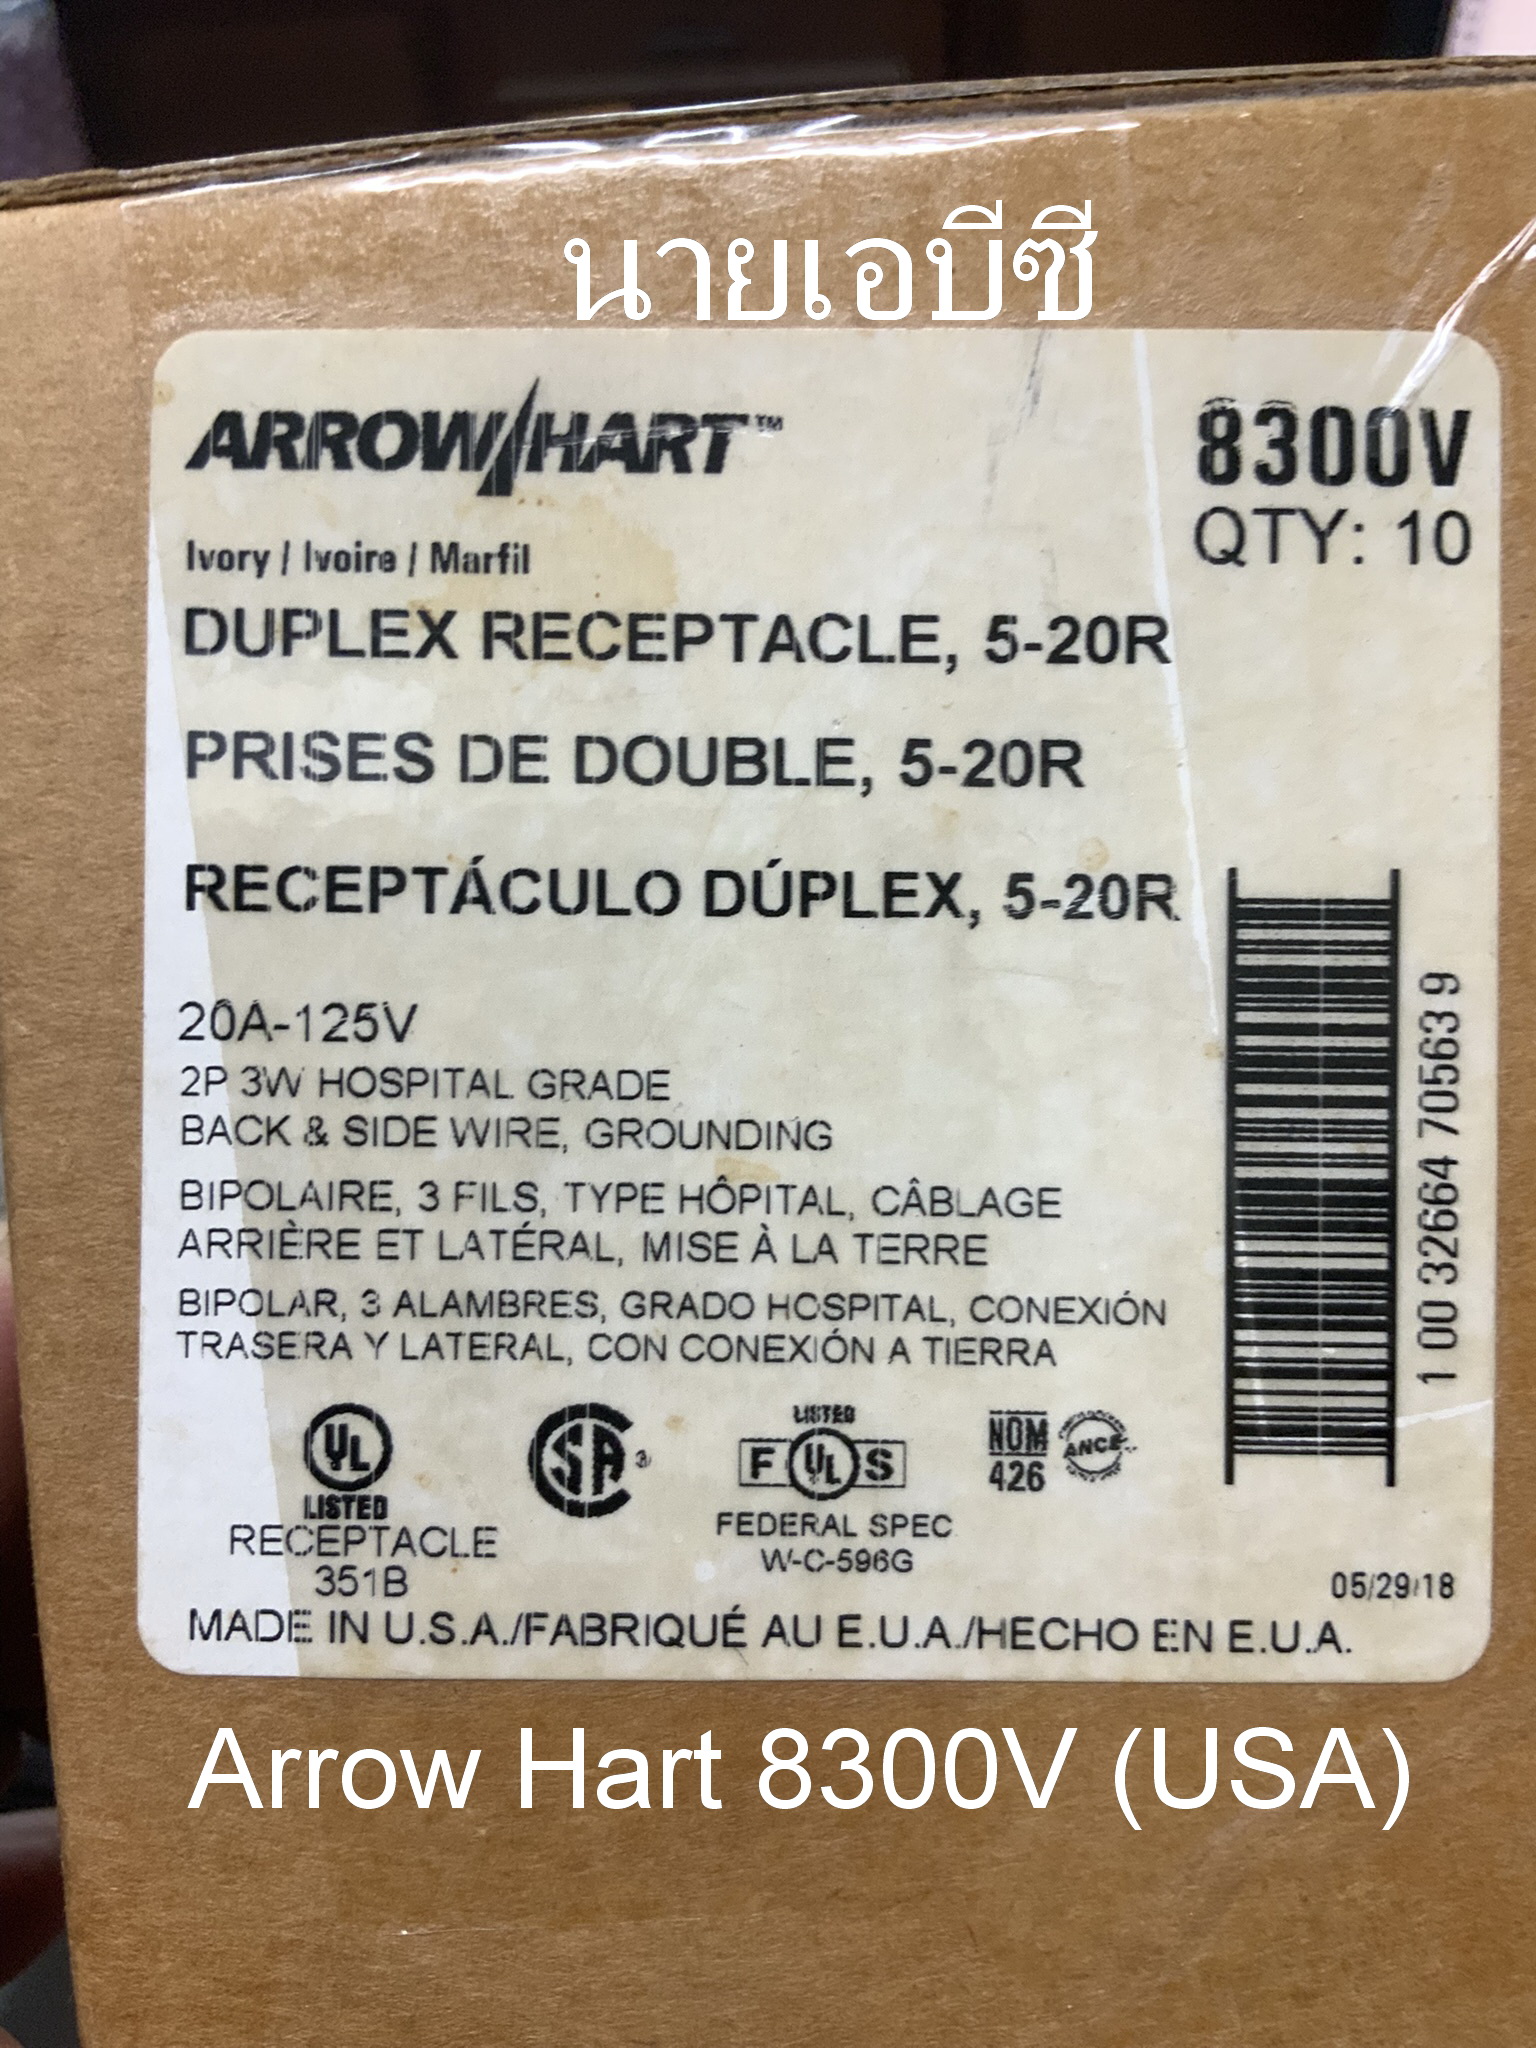 นายเอบีซี
ARROW HART™
8300V
QTY: 10
Ivory / Ivoire / Marfil
DUPLEX RECEPTACLE, 5-20R
PRISES DE DOUBLE, 5-20R
RECEPTÁCULO DÚPLEX, 5-20R
20A-125V
2P 3W HOSPITAL GRADE
BACK & SIDE WIRE, GROUNDING
BIPOLAIRE, 3 FILS, TYPE HÔPITAL, CÂBLAGE
ARRIÈRE ET LATÉRAL, MISE À LA TERRE
BIPOLAR, 3 ALAMBRES, GRADO HOSPITAL, CONEXIÓN
TRASERA Y LATERAL, CON CONEXIÓN A TIERRA
1 00 32664 70563 9
UL
LISTED
RECEPTACLE
351B
SA
LISTED
F UL S
FEDERAL SPEC
W-C-596G
NOM
426
ANCE
05/29/18
MADE IN U.S.A./FABRIQUÉ AU E.U.A./HECHO EN E.U.A.
Arrow Hart 8300V (USA)